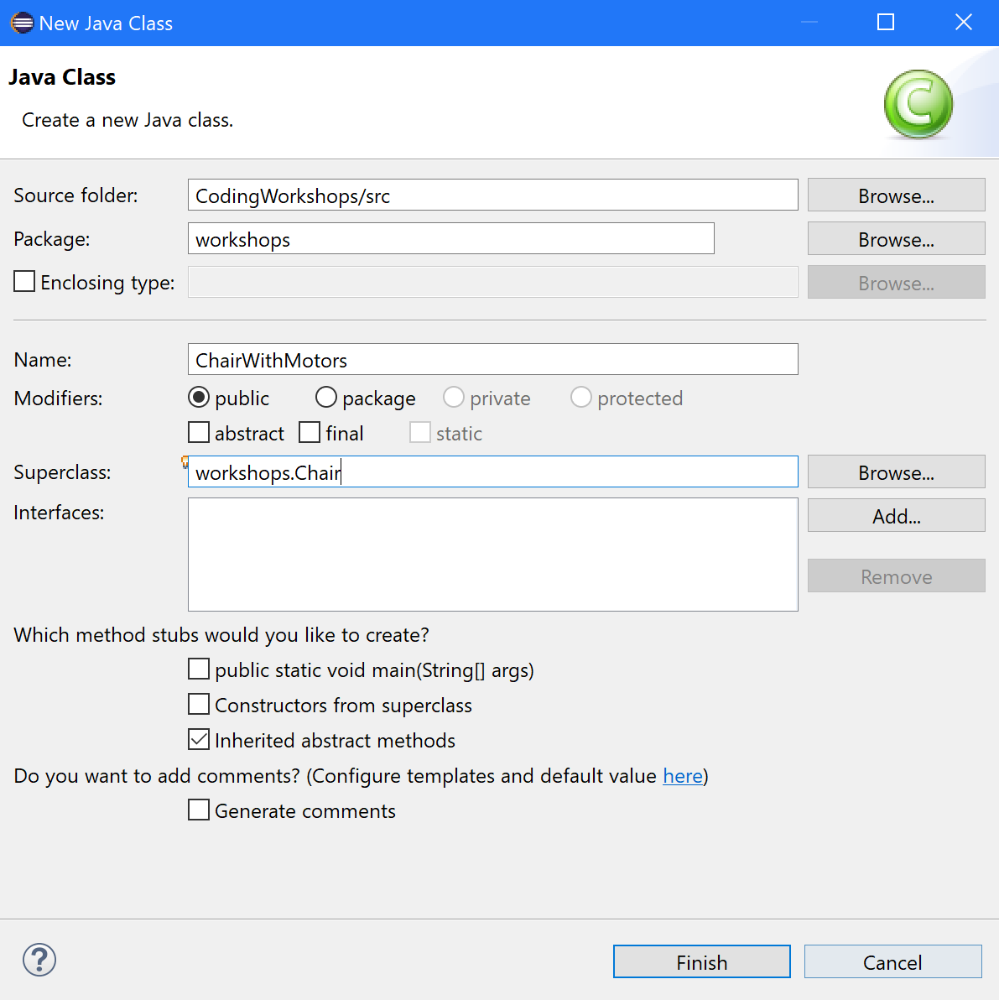 New Java Class
Java Class
Create a new Java class.
Source folder: CodingWorkshops/src Browse...
Package: workshops Browse...
Enclosing type: Browse...
Name: ChairWithMotors
Modifiers: public package private protected
abstract final static
Superclass: workshops.Chair Browse...
Interfaces: Add...
Remove
Which method stubs would you like to create?
public static void main(String[] args)
Constructors from superclass
Inherited abstract methods
Do you want to add comments? (Configure templates and default value here)
Generate comments
? Finish Cancel